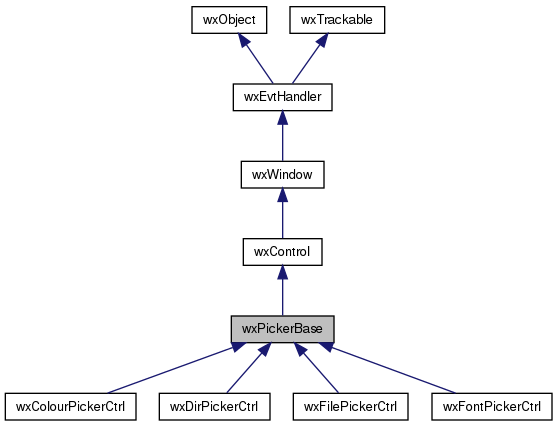 wxObject
wxTrackable
wxEvtHandler
wxWindow
wxControl
wxPickerBase
wxColourPickerCtrl
wxDirPickerCtrl
wxFilePickerCtrl
wxFontPickerCtrl